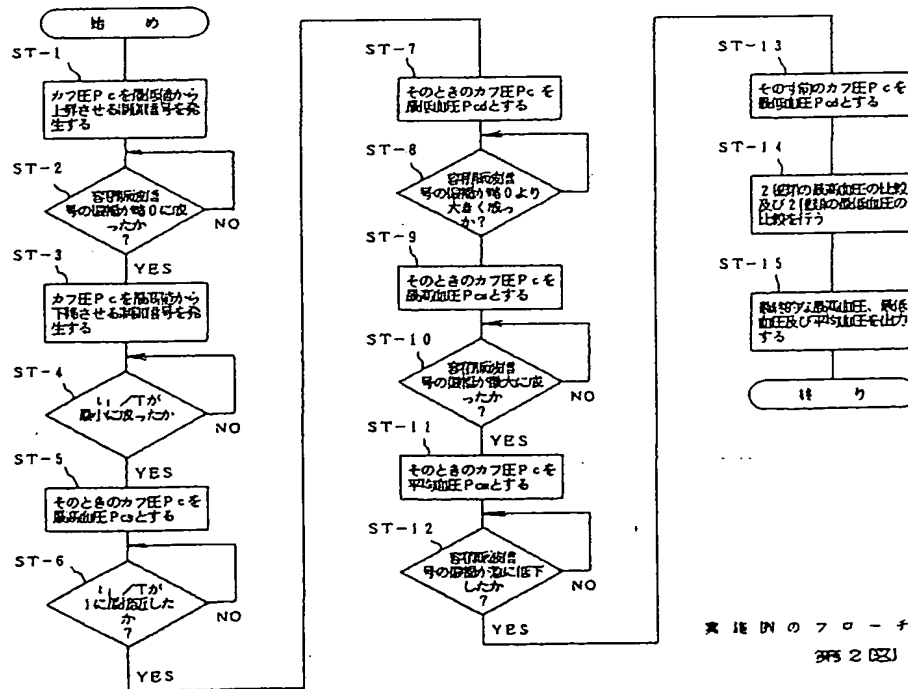 始め
ST-1
カフ圧Pcを最低値から
上昇させる制御信号を発
生する
ST-2
容積脈波信
号の振幅が略0に成
ったか
?
NO
YES
ST-3
カフ圧Pcを最高値から
下降させる制御信号を発
生する
ST-4
/Tが
最小に成ったか
NO
YES
ST-5
そのときのカフ圧Pcを
最高血圧Pcsとする
ST-6
/Tが
1に最接近した
か
?
NO
YES
ST-7
そのときのカフ圧Pcを
最低血圧Pcdとする
ST-8
容積脈波信
号の振幅が略0より
大きく成っ
か?
NO
ST-9
そのときのカフ圧Pcを
最高血圧Pcsとする
ST-10
容積脈波信
号の振幅が最大に成
ったか
?
NO
YES
ST-11
そのときのカフ圧Pcを
平均血圧Pcmとする
ST-12
容積脈波信
号の振幅が急に低下
したか
?
NO
YES
ST-13
その寸前のカフ圧Pcを
最低血圧Pcdとする
ST-14
2種類の最高血圧の比較
及び2種類の最低血圧の
比較を行う
ST-15
最終的な最高血圧、最低
血圧及び平均血圧を出力
する
終り
実施例のフローチ
第2図